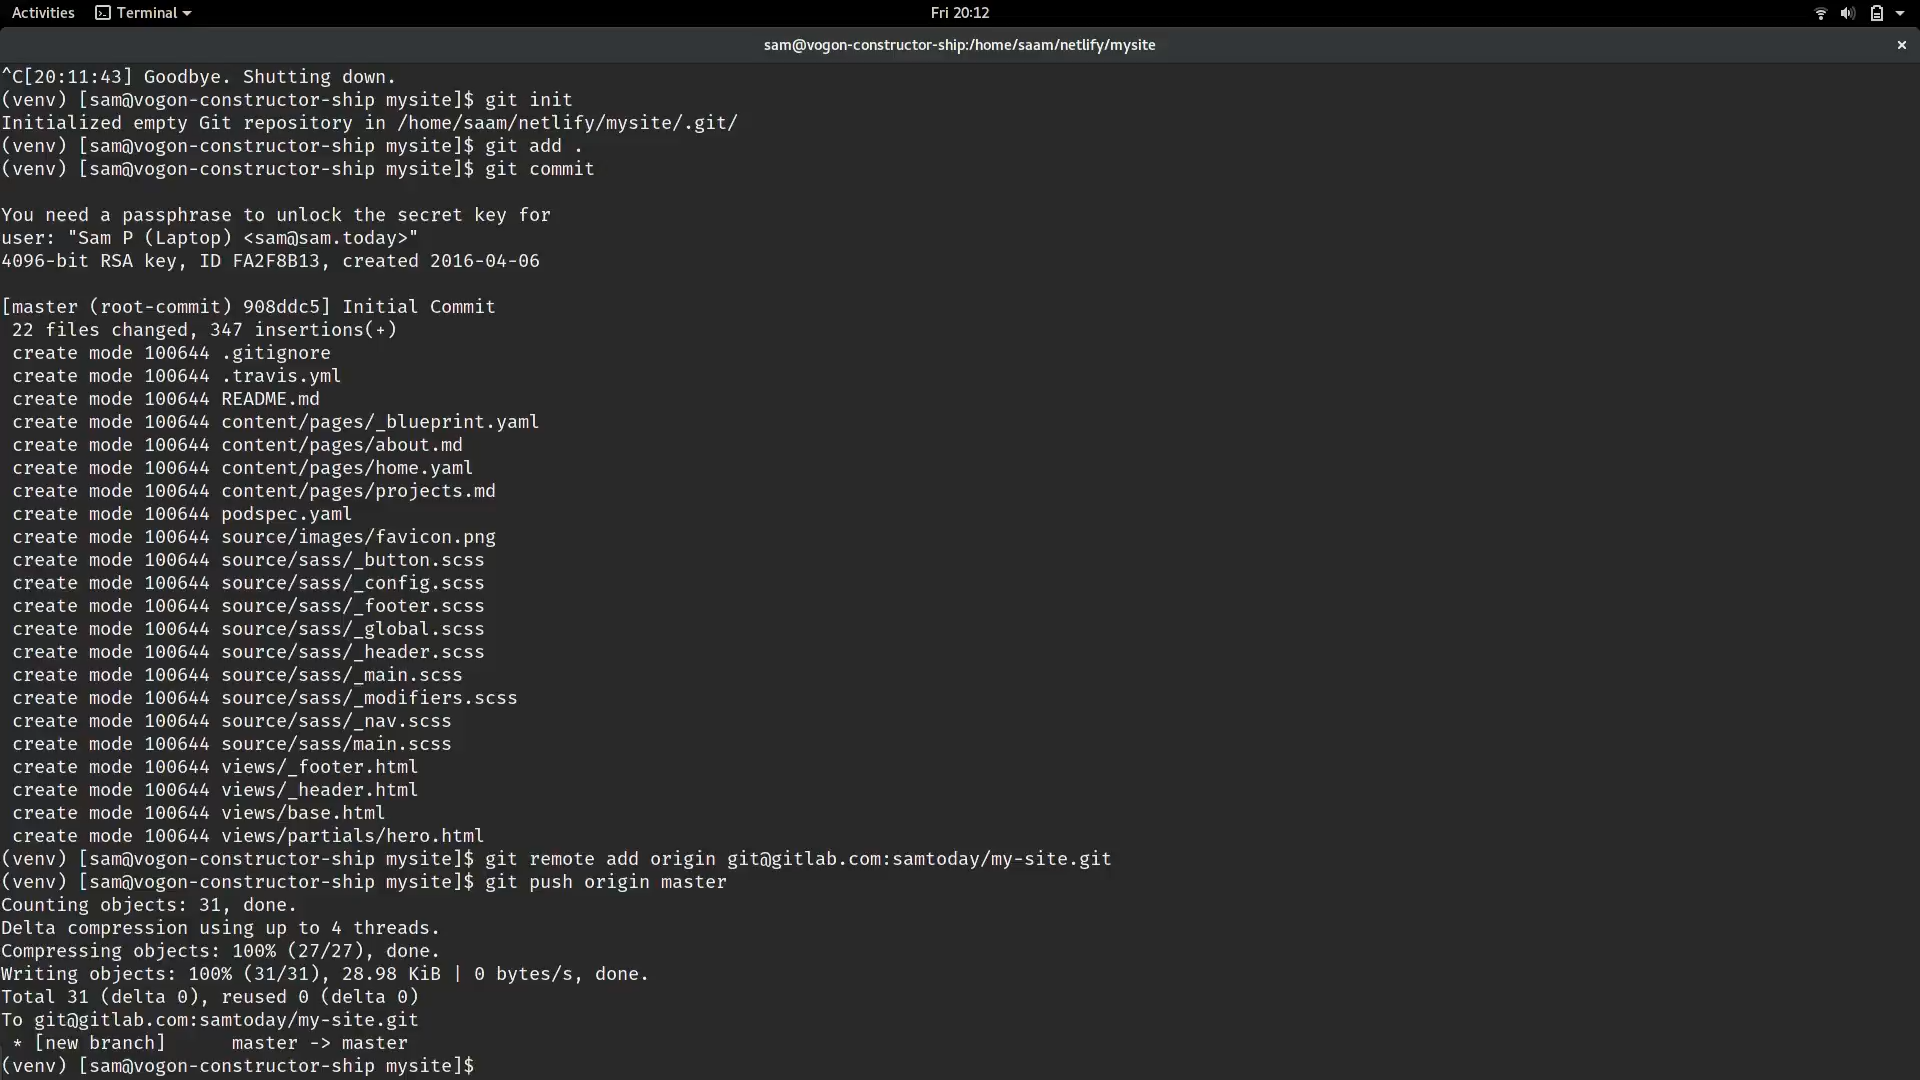 Activities
Terminal
Fri 20:12
sam@vogon-constructor-ship:/home/saam/netlify/mysite
^C[20:11:43] Goodbye. Shutting down.
(venv) [sam@vogon-constructor-ship mysite]$ git init
Initialized empty Git repository in /home/saam/netlify/mysite/.git/
(venv) [sam@vogon-constructor-ship mysite]$ git add .
(venv) [sam@vogon-constructor-ship mysite]$ git commit
You need a passphrase to unlock the secret key for
user: "Sam P (Laptop) <sam@sam.today>"
4096-bit RSA key, ID FA2F8B13, created 2016-04-06
[master (root-commit) 908ddc5] Initial Commit
22 files changed, 347 insertions(+)
create mode 100644 .gitignore
create mode 100644 .travis.yml
create mode 100644 README.md
create mode 100644 content/pages/_blueprint.yaml
create mode 100644 content/pages/about.md
create mode 100644 content/pages/home.yaml
create mode 100644 content/pages/projects.md
create mode 100644 podspec.yaml
create mode 100644 source/images/favicon.png
create mode 100644 source/sass/_button.scss
create mode 100644 source/sass/_config.scss
create mode 100644 source/sass/_footer.scss
create mode 100644 source/sass/_global.scss
create mode 100644 source/sass/_header.scss
create mode 100644 source/sass/_main.scss
create mode 100644 source/sass/_modifiers.scss
create mode 100644 source/sass/_nav.scss
create mode 100644 source/sass/main.scss
create mode 100644 views/_footer.html
create mode 100644 views/_header.html
create mode 100644 views/base.html
create mode 100644 views/partials/hero.html
(venv) [sam@vogon-constructor-ship mysite]$ git remote add origin git@gitlab.com:samtoday/my-site.git
(venv) [sam@vogon-constructor-ship mysite]$ git push origin master
Counting objects: 31, done.
Delta compression using up to 4 threads.
Compressing objects: 100% (27/27), done.
Writing objects: 100% (31/31), 28.98 KiB | 0 bytes/s, done.
Total 31 (delta 0), reused 0 (delta 0)
To git@gitlab.com:samtoday/my-site.git
* [new branch]      master -> master
(venv) [sam@vogon-constructor-ship mysite]$